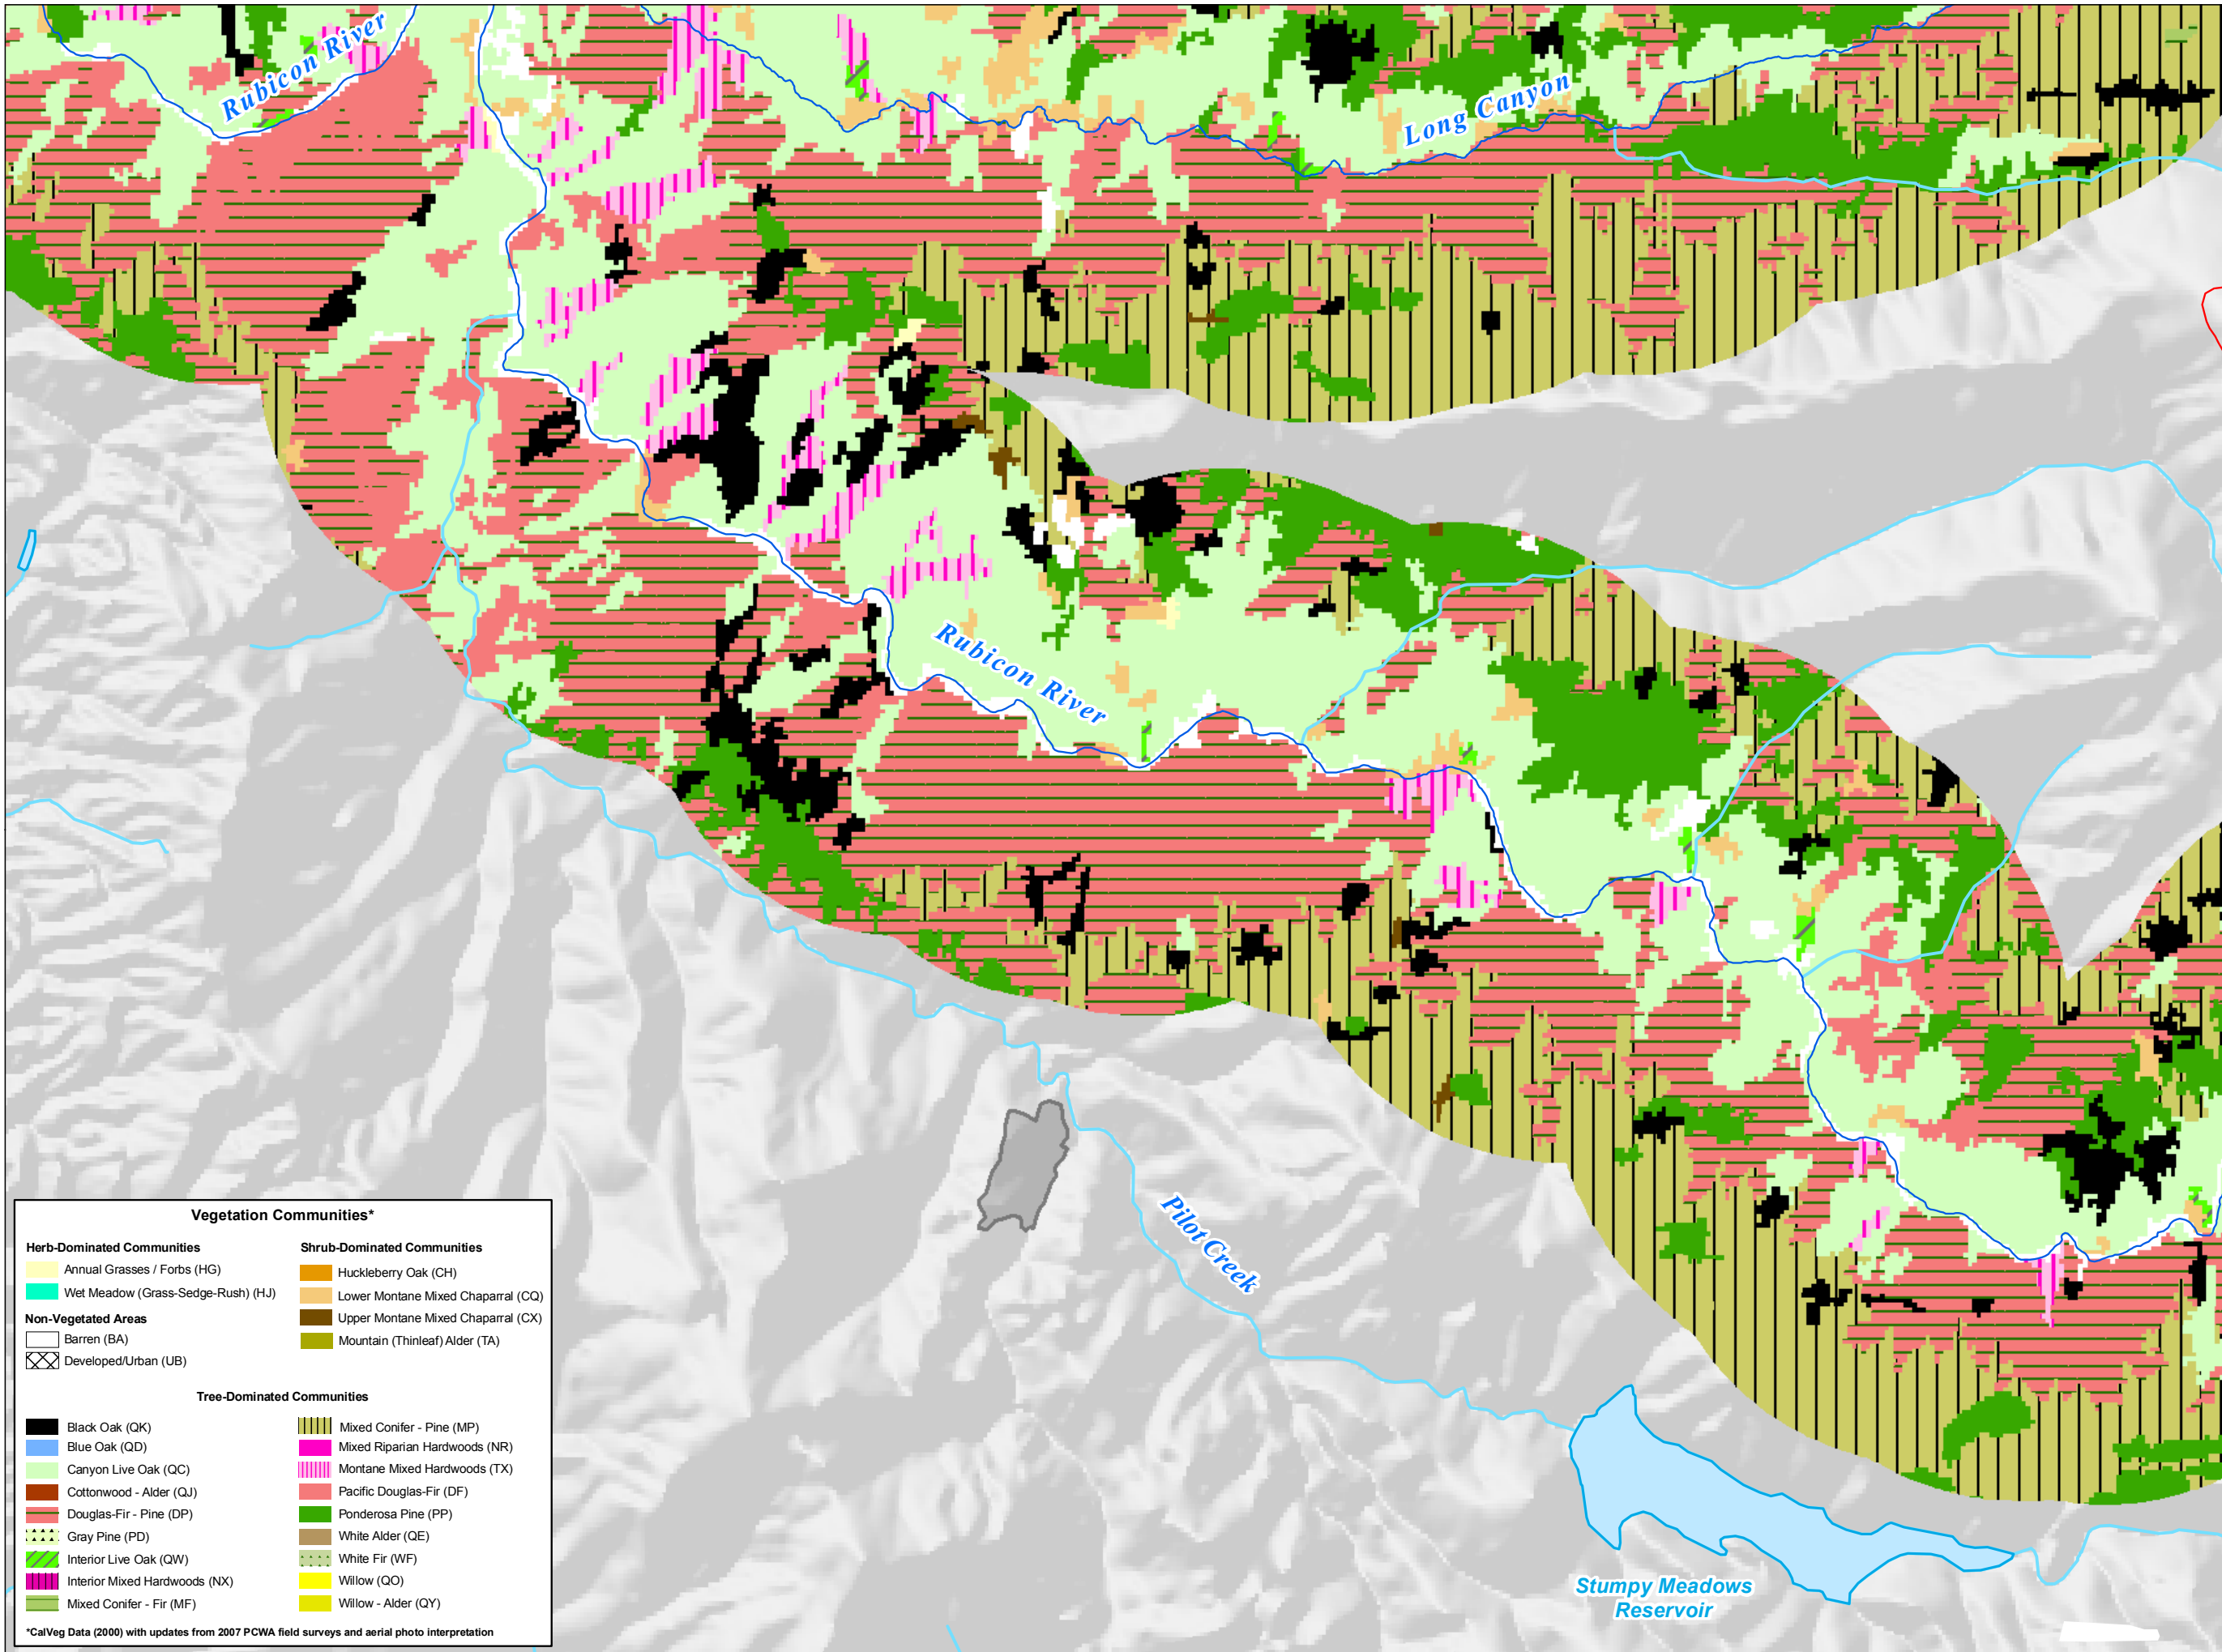 Rubicon River
Long Canyon
Rubicon River
Pilot Creek
Stumpy Meadows
Reservoir
Vegetation Communities*
Herb-Dominated Communities
Annual Grasses / Forbs (HG)
Wet Meadow (Grass-Sedge-Rush) (HJ)
Non-Vegetated Areas
Barren (BA)
Developed/Urban (UB)
Shrub-Dominated Communities
Huckleberry Oak (CH)
Lower Montane Mixed Chaparral (CQ)
Upper Montane Mixed Chaparral (CX)
Mountain (Thinleaf) Alder (TA)
Tree-Dominated Communities
Black Oak (QK)
Blue Oak (QD)
Canyon Live Oak (QC)
Cottonwood - Alder (QJ)
Douglas-Fir - Pine (DP)
Gray Pine (PD)
Interior Live Oak (QW)
Interior Mixed Hardwoods (NX)
Mixed Conifer - Fir (MF)
Mixed Conifer - Pine (MP)
Mixed Riparian Hardwoods (NR)
Montane Mixed Hardwoods (TX)
Pacific Douglas-Fir (DF)
Ponderosa Pine (PP)
White Alder (QE)
White Fir (WF)
Willow (QO)
Willow - Alder (QY)
*CalVeg Data (2000) with updates from 2007 PCWA field surveys and aerial photo interpretation